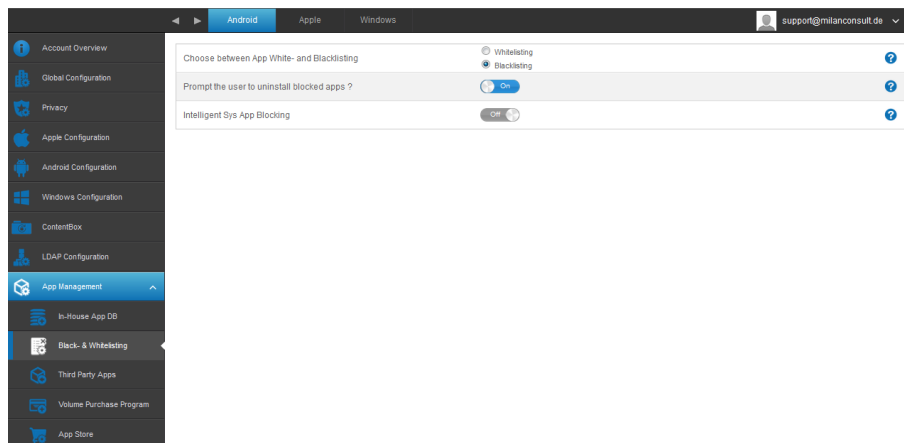 Android
Apple
Windows
support@milanconsult.de
Account Overview
Global Configuration
Privacy
Apple Configuration
Android Configuration
Windows Configuration
ContentBox
LDAP Configuration
App Management
In-House App DB
Black- & Whitelisting
Third Party Apps
Volume Purchase Program
App Store
Choose between App White- and Blacklisting
Whitelisting
Blacklisting
Prompt the user to uninstall blocked apps ?
On
Intelligent Sys App Blocking
Off